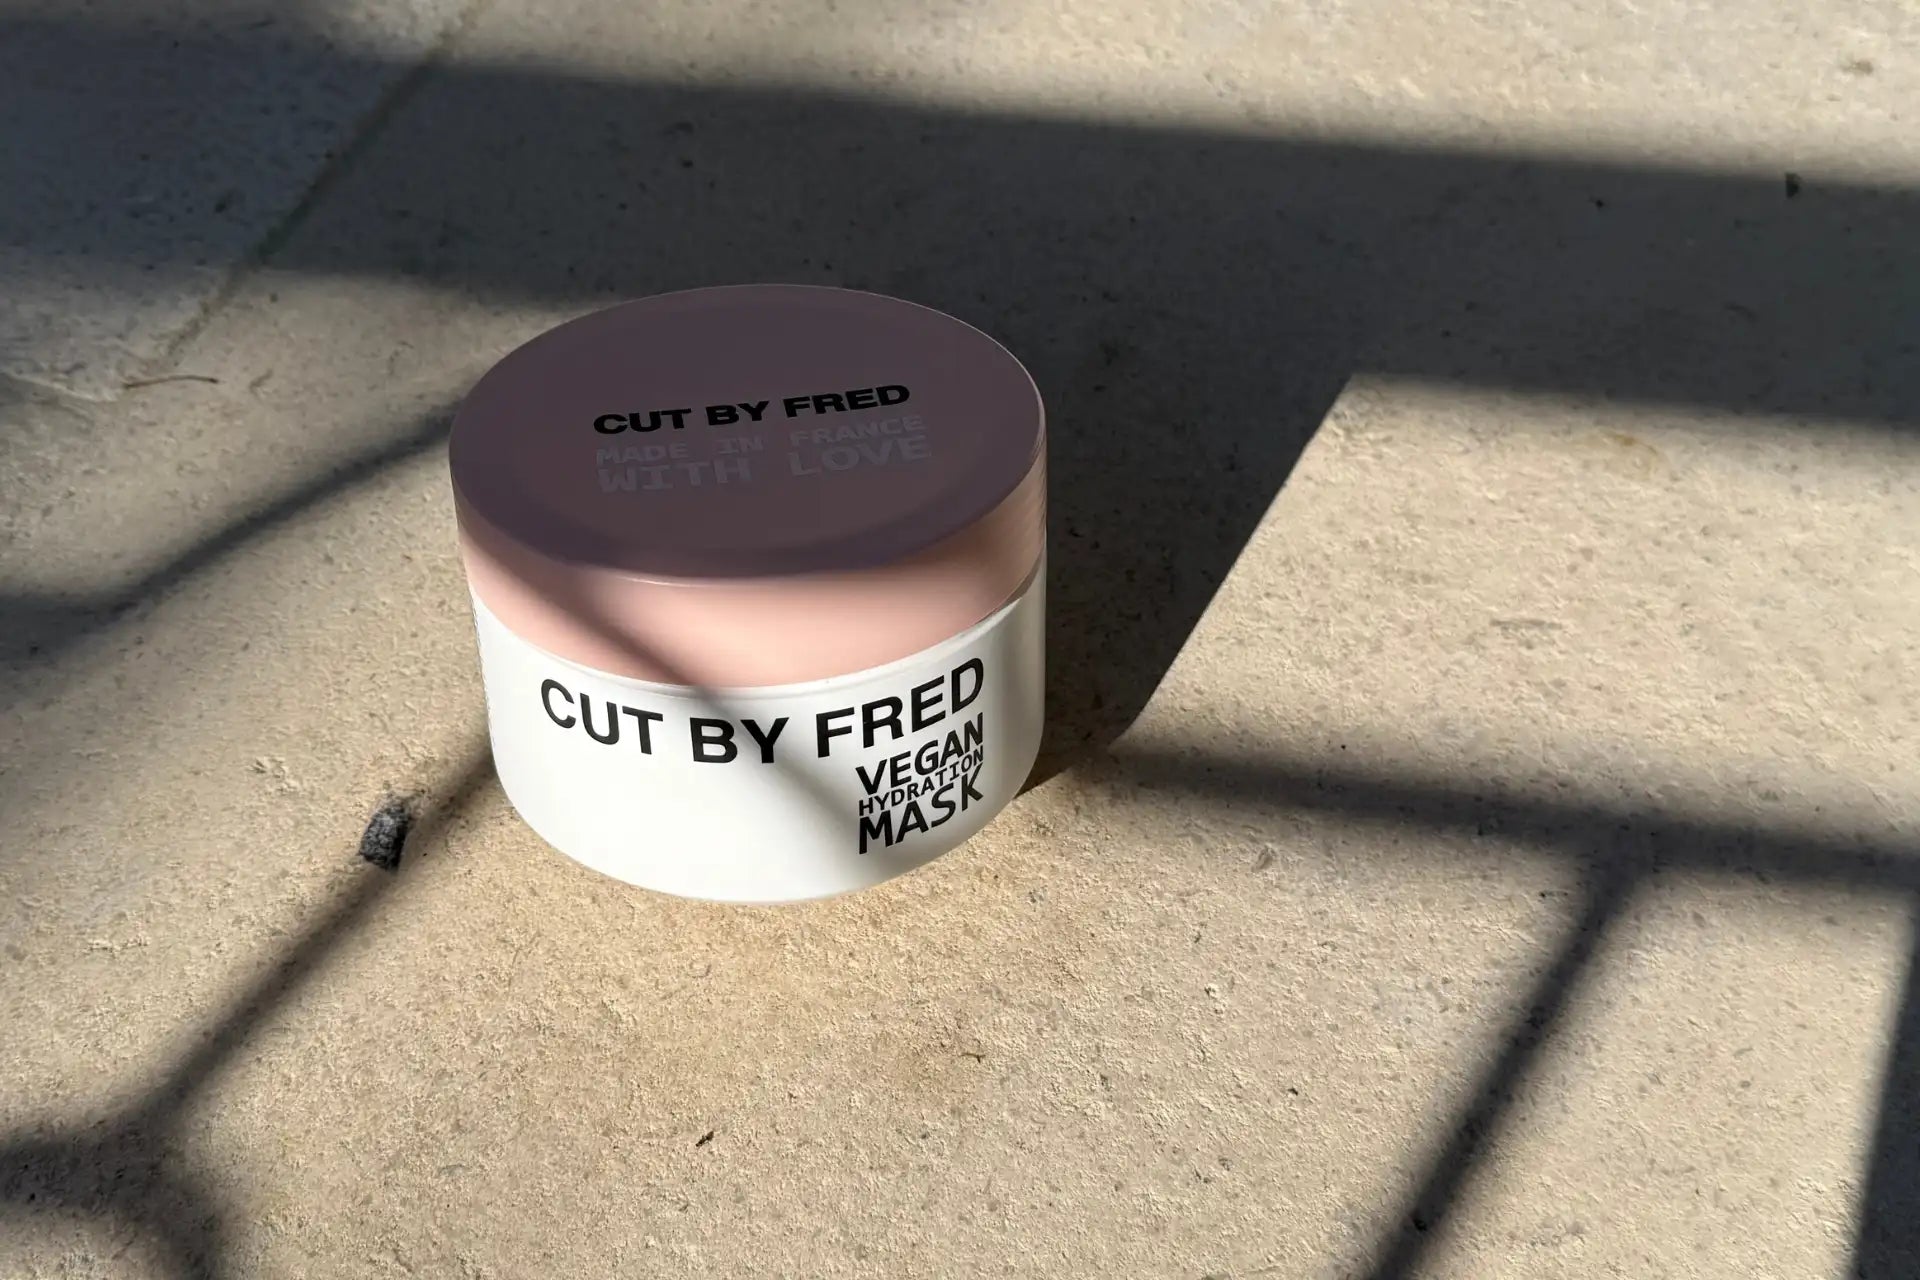 CUT BY FRED
MADE IN FRANCE
WITH LOVE
CUT BY FRED
VEGAN
HYDRATION
MASK